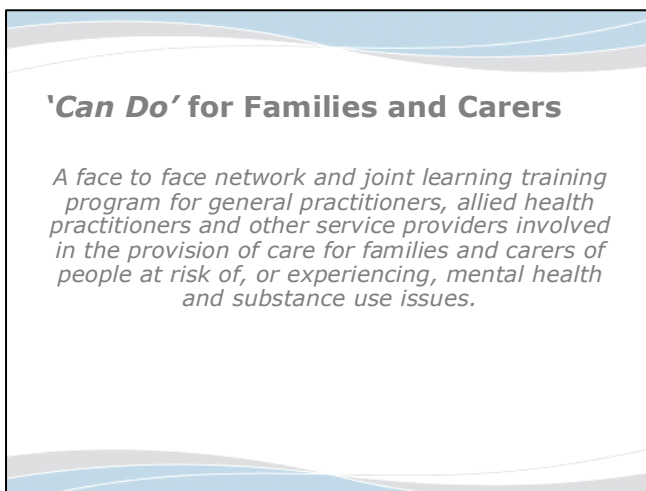 ‘Can Do’ for Families and Carers
A face to face network and joint learning training
program for general practitioners, allied health
practitioners and other service providers involved
in the provision of care for families and carers of
people at risk of, or experiencing, mental health
and substance use issues.